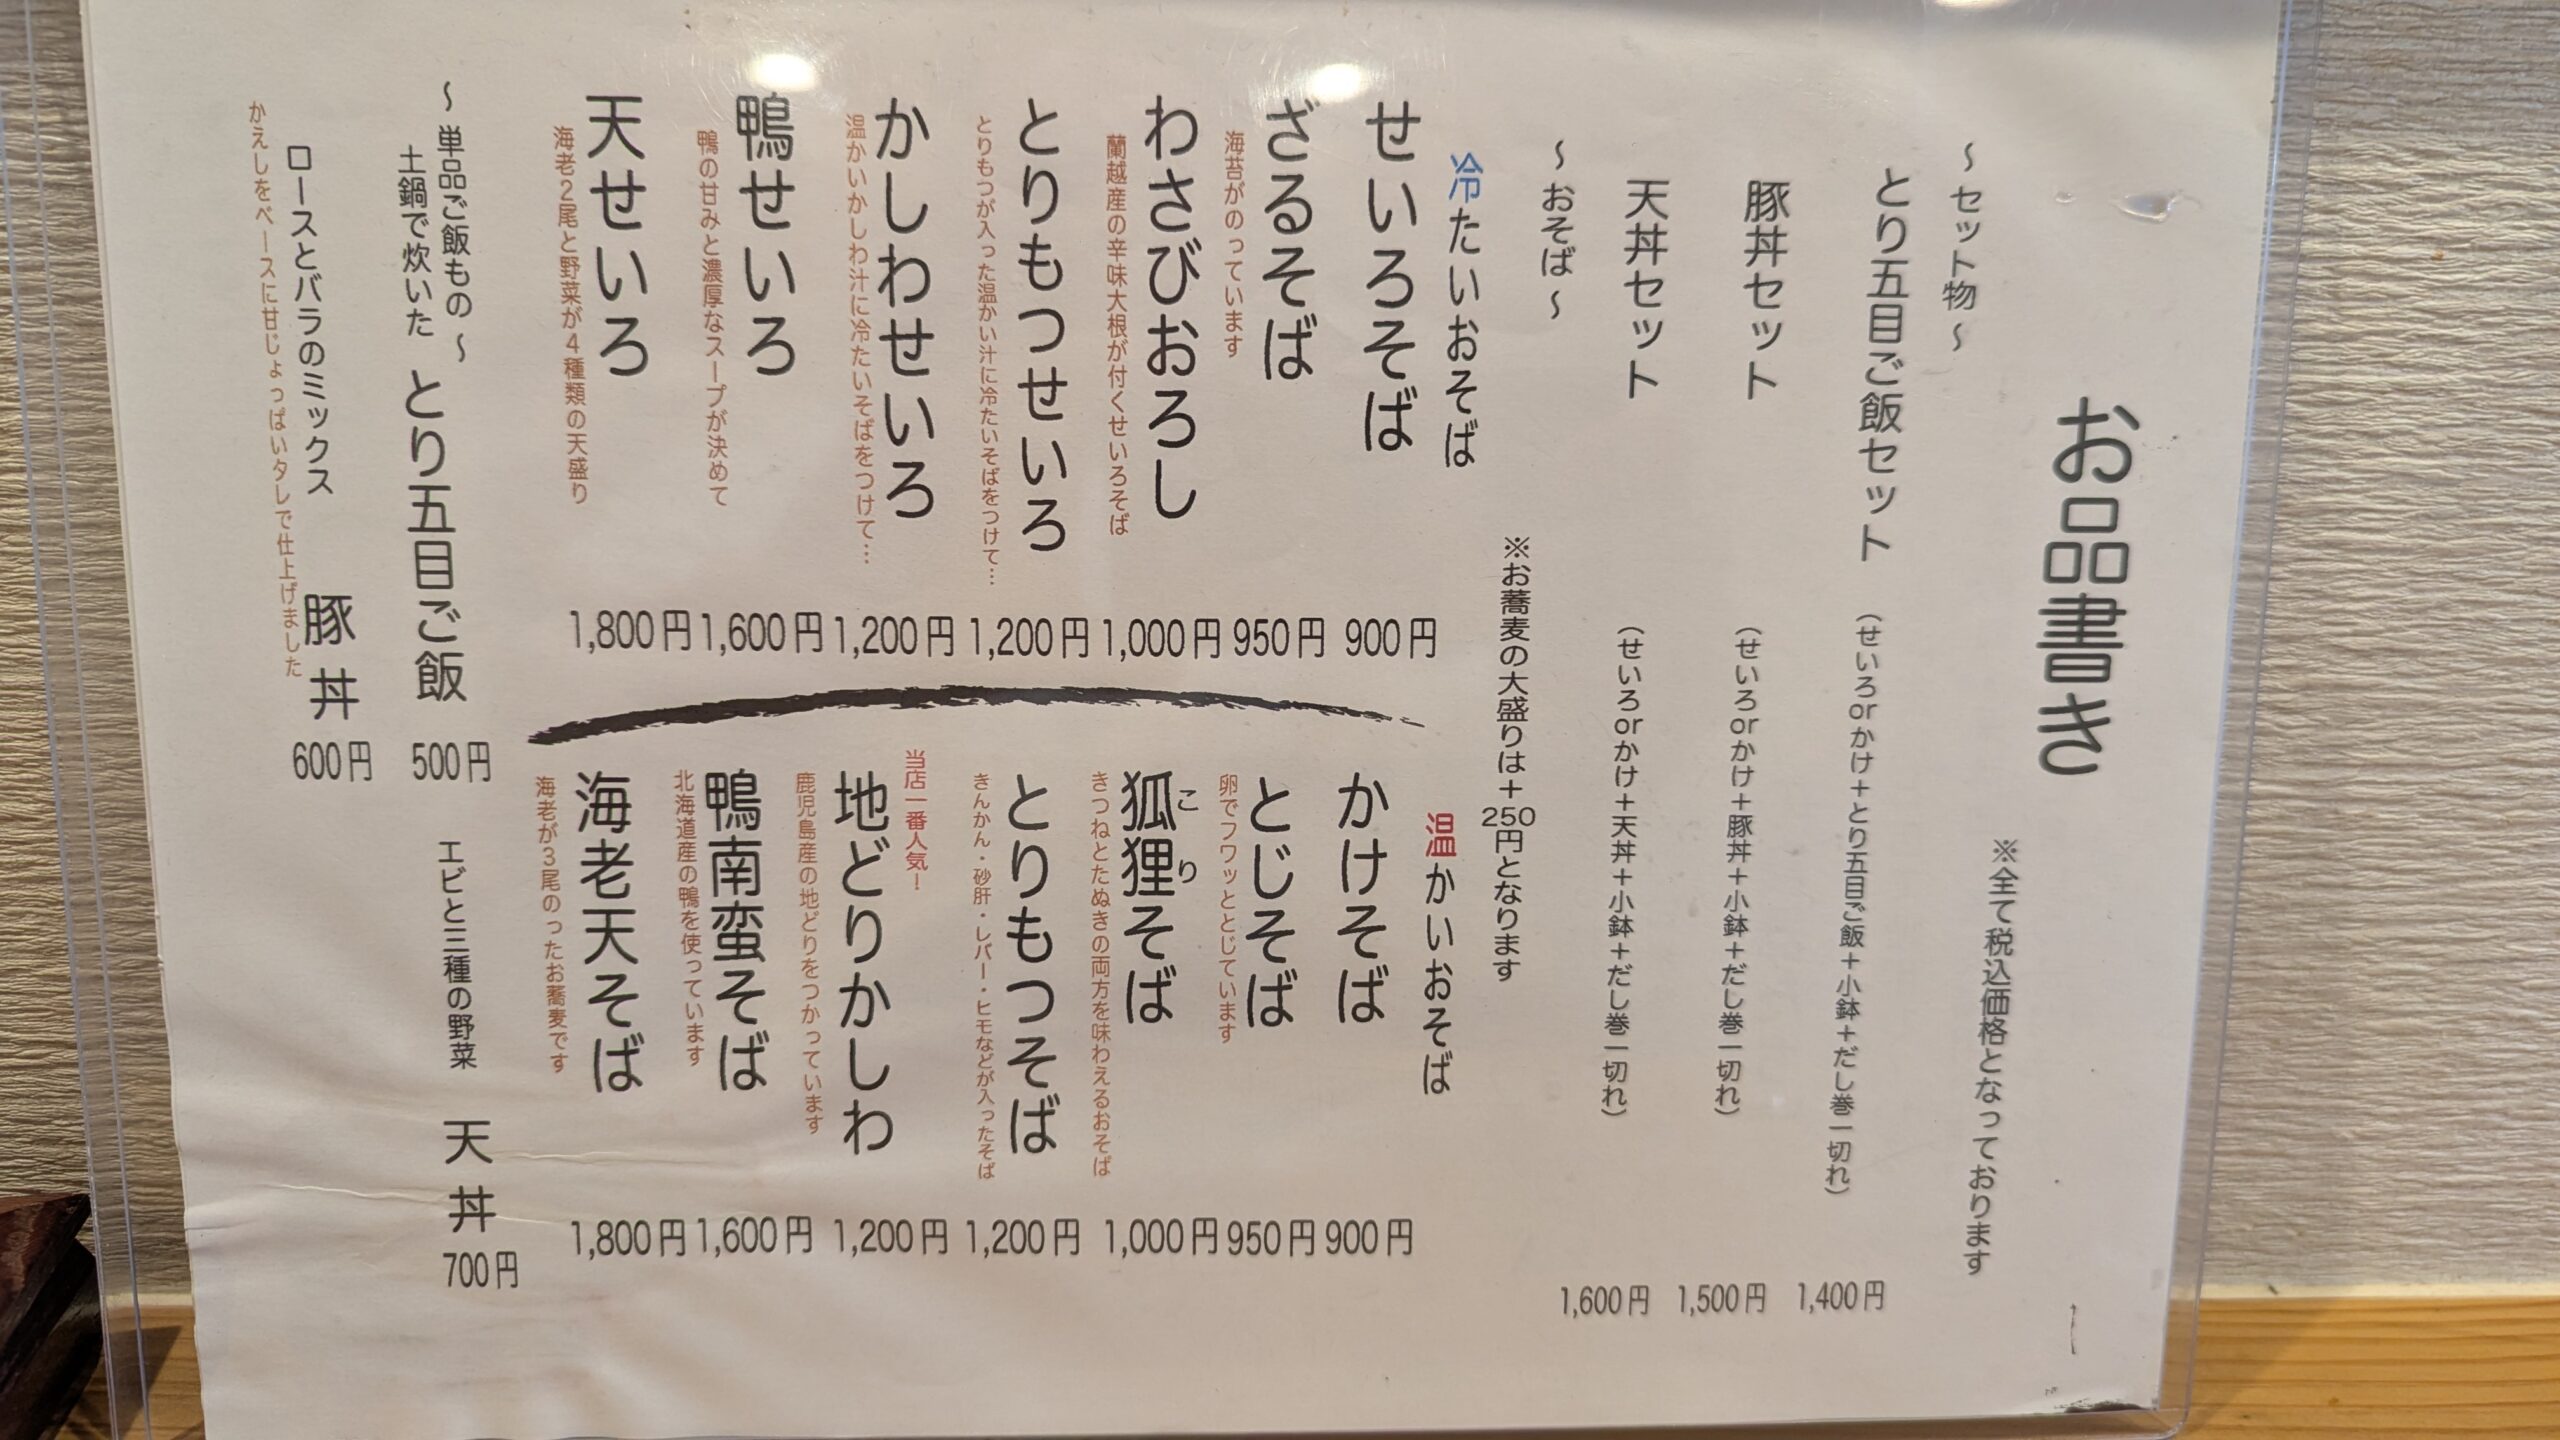 お品書き
※全て税込価格となっております
～セット物～
とり五目ご飯セット (せいろorかけ＋とり五目ご飯＋小鉢＋だし巻一切れ) 1,400円
豚丼セット (せいろorかけ＋豚丼＋小鉢＋だし巻一切れ) 1,500円
天丼セット (せいろorかけ＋天丼＋小鉢＋だし巻一切れ) 1,600円
～おそば～
※お蕎麦の大盛りは＋250円となります
冷たいおそば
せいろそば 900円
ざるそば 950円
海苔がのっています
わさびおろし 1,000円
蘭越産の辛味大根が付くせいろそば
とりもつせいろ 1,200円
とりもつが入った温かい汁に冷たいそばをつけて…
かしわせいろ 1,200円
温かいかしわ汁に冷たいそばをつけて…
鴨せいろ 1,600円
鴨の甘みと濃厚なスープが決めて
天せいろ 1,800円
海老2尾と野菜が4種類の天盛り
温かいおそば
かけそば 900円
とじそば 950円
卵でフワッととじています
狐狸そば 1,000円
こり
きつねとたぬきの両方を味わえるおそば
とりもつそば 1,200円
きんかん・砂肝・レバー・ヒモなどが入ったそば
当店一番人気！
地どりかしわ 1,200円
鹿児島産の地どりをつかっています
鴨南蛮そば 1,600円
北海道産の鴨を使っています
海老天そば 1,800円
海老が3尾のったお蕎麦です
～単品ご飯もの～
土鍋で炊いた とり五目ご飯 500円
ロースとバラのミックス 豚丼 600円
かえしをベースに甘じょっぱいタレで仕上げました
エビと三種の野菜 天丼 700円